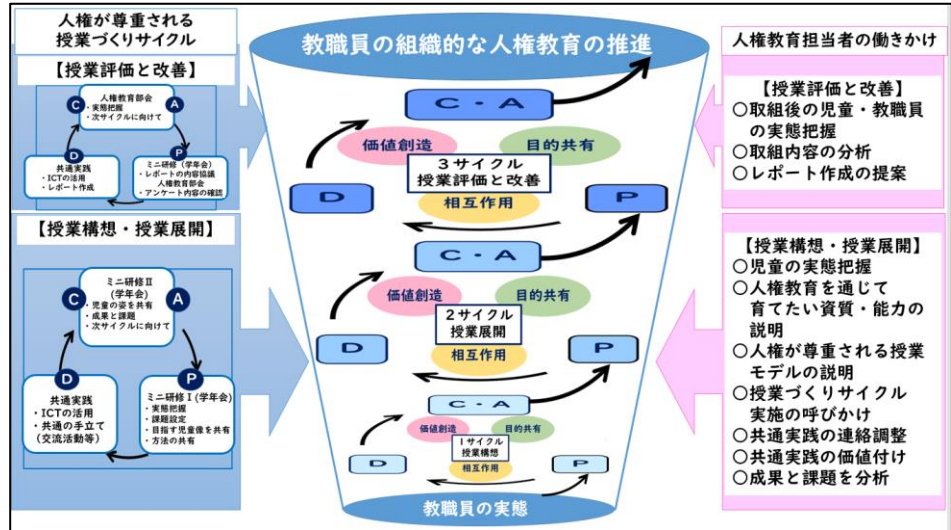 人権が尊重される
授業づくりサイクル
【授業評価と改善】
C
A
人権教育部会
・実態把握
・次サイクルに向けて
D
共通実践
・ICTの活用
・レポート作成
P
ミニ研修(学年会)
・レポートの内容協議
人権教育部会
・アンケート内容の確認
【授業構想・授業展開】
C
A
ミニ研修Ⅱ
(学年会)
・児童の姿を共有
・成果と課題
・次サイクルに向けて
D
共通実践
・ICTの活用
・共通の手立て
(交流活動等)
P
ミニ研修Ⅰ(学年会)
・実態把握
・課題設定
・目指す児童像を共有
・方法の共有
教職員の組織的な人権教育の推進
C・A
価値創造
目的共有
3サイクル
授業評価と改善
相互作用
D
P
C・A
価値創造
目的共有
2サイクル
授業展開
相互作用
D
P
C・A
価値創造
目的共有
1サイクル
授業構想
相互作用
D
P
教職員の実態
人権教育担当者の働きかけ
【授業評価と改善】
○取組後の児童・教職員
の実態把握
○取組内容の分析
○レポート作成の提案
【授業構想・授業展開】
○児童の実態把握
○人権教育を通じて
育てたい資質・能力の
説明
○人権が尊重される授業
モデルの説明
○授業づくりサイクル
実施の呼びかけ
○共通実践の連絡調整
○共通実践の価値付け
○成果と課題を分析